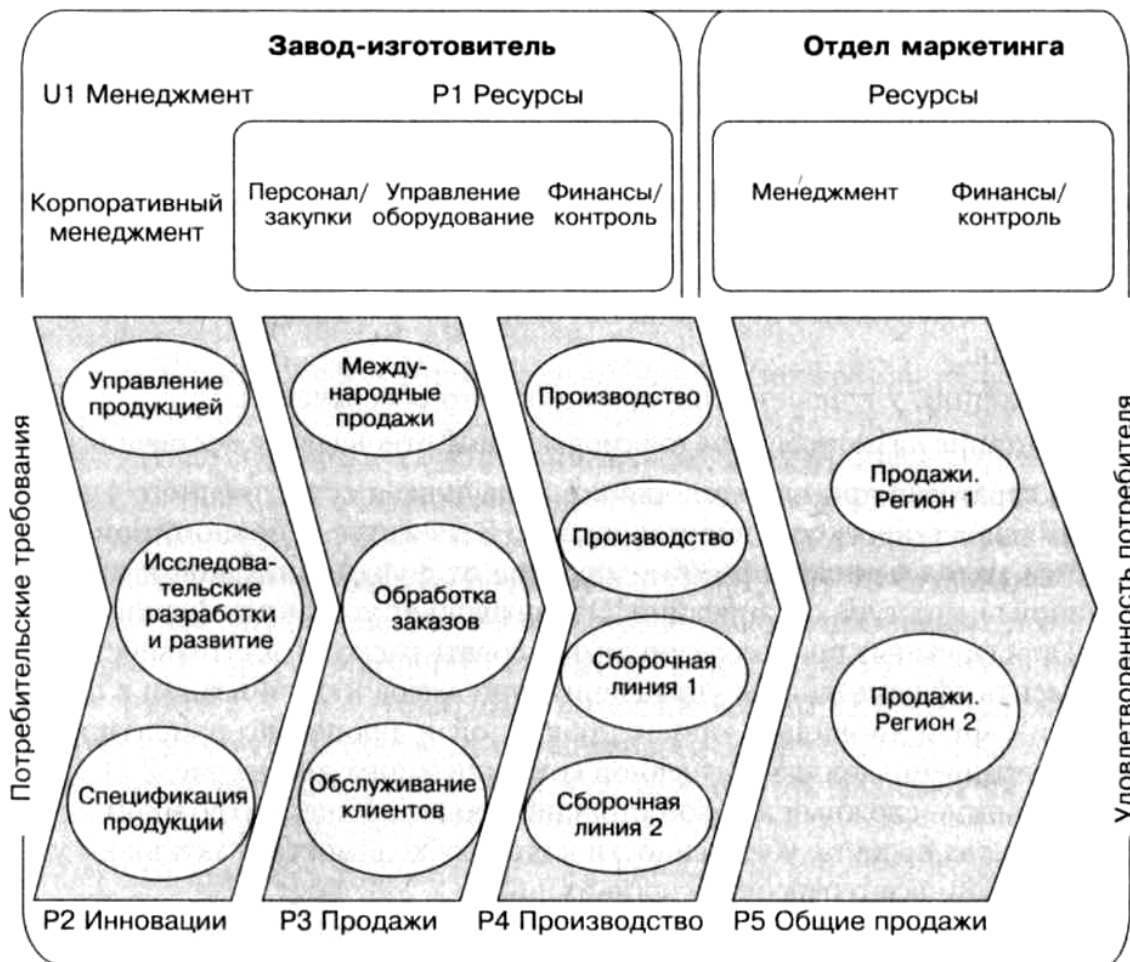 Завод-изготовитель
Отдел маркетинга
U1 Менеджмент
P1 Ресурсы
Ресурсы
Корпоративный
менеджмент
Персонал/
закупки
Управление
оборудование
Финансы/
контроль
Менеджмент
Финансы/
контроль
Потребительские требования
Управление
продукцией
Исследова-
тельские
разработки
и развитие
Спецификация
продукции
Между-
народные
продажи
Обработка
заказов
Обслуживание
клиентов
Производство
Производство
Сборочная
линия 1
Сборочная
линия 2
Продажи.
Регион 1
Продажи.
Регион 2
Удовлетворенность потребителя
P2 Инновации
P3 Продажи
P4 Производство
P5 Общие продажи